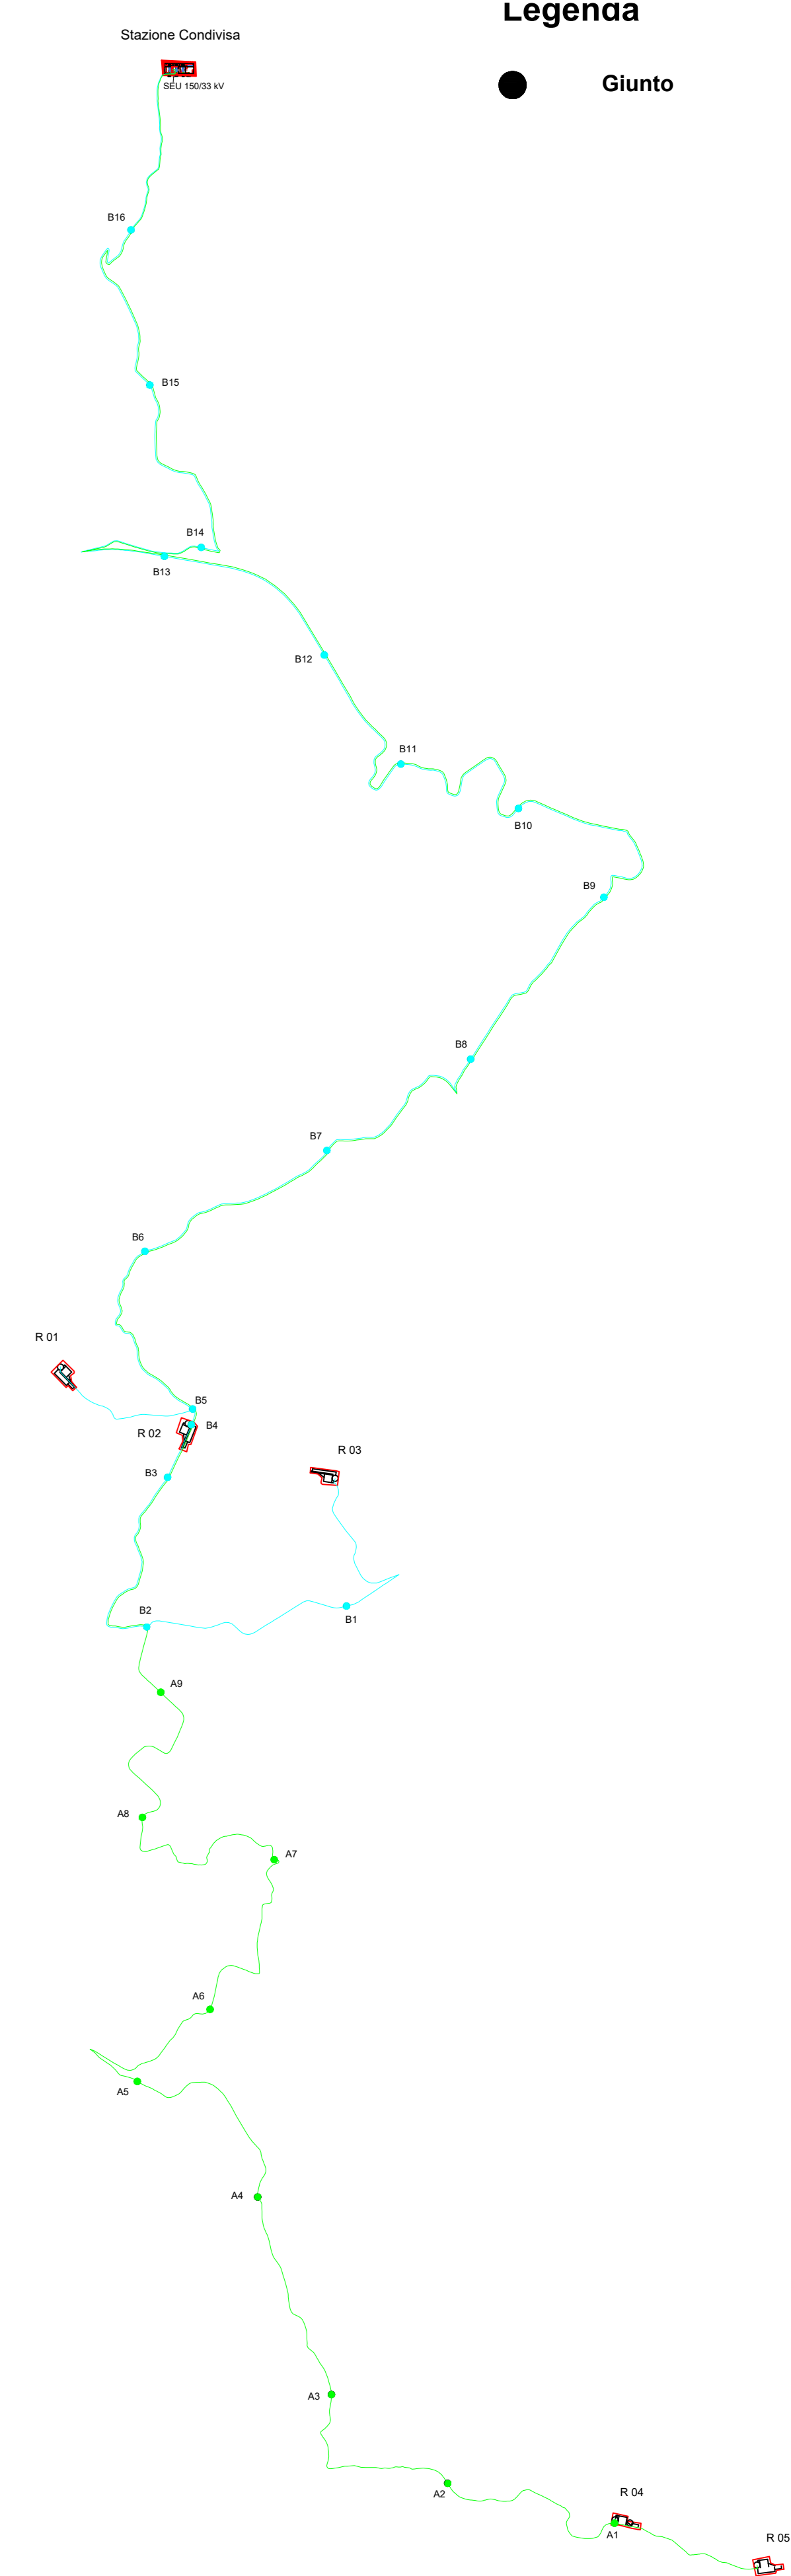 Legenda
Stazione Condivisa
Giunto
SEU 150/33 kV
B16
B15
B14
B13
B12
B11
B10
B9
B8
B7
B6
R 01
B5
B4
R 02
R 03
B3
B2
B1
A9
A8
A7
A6
A5
A4
A3
A2
R 04
A1
R 05